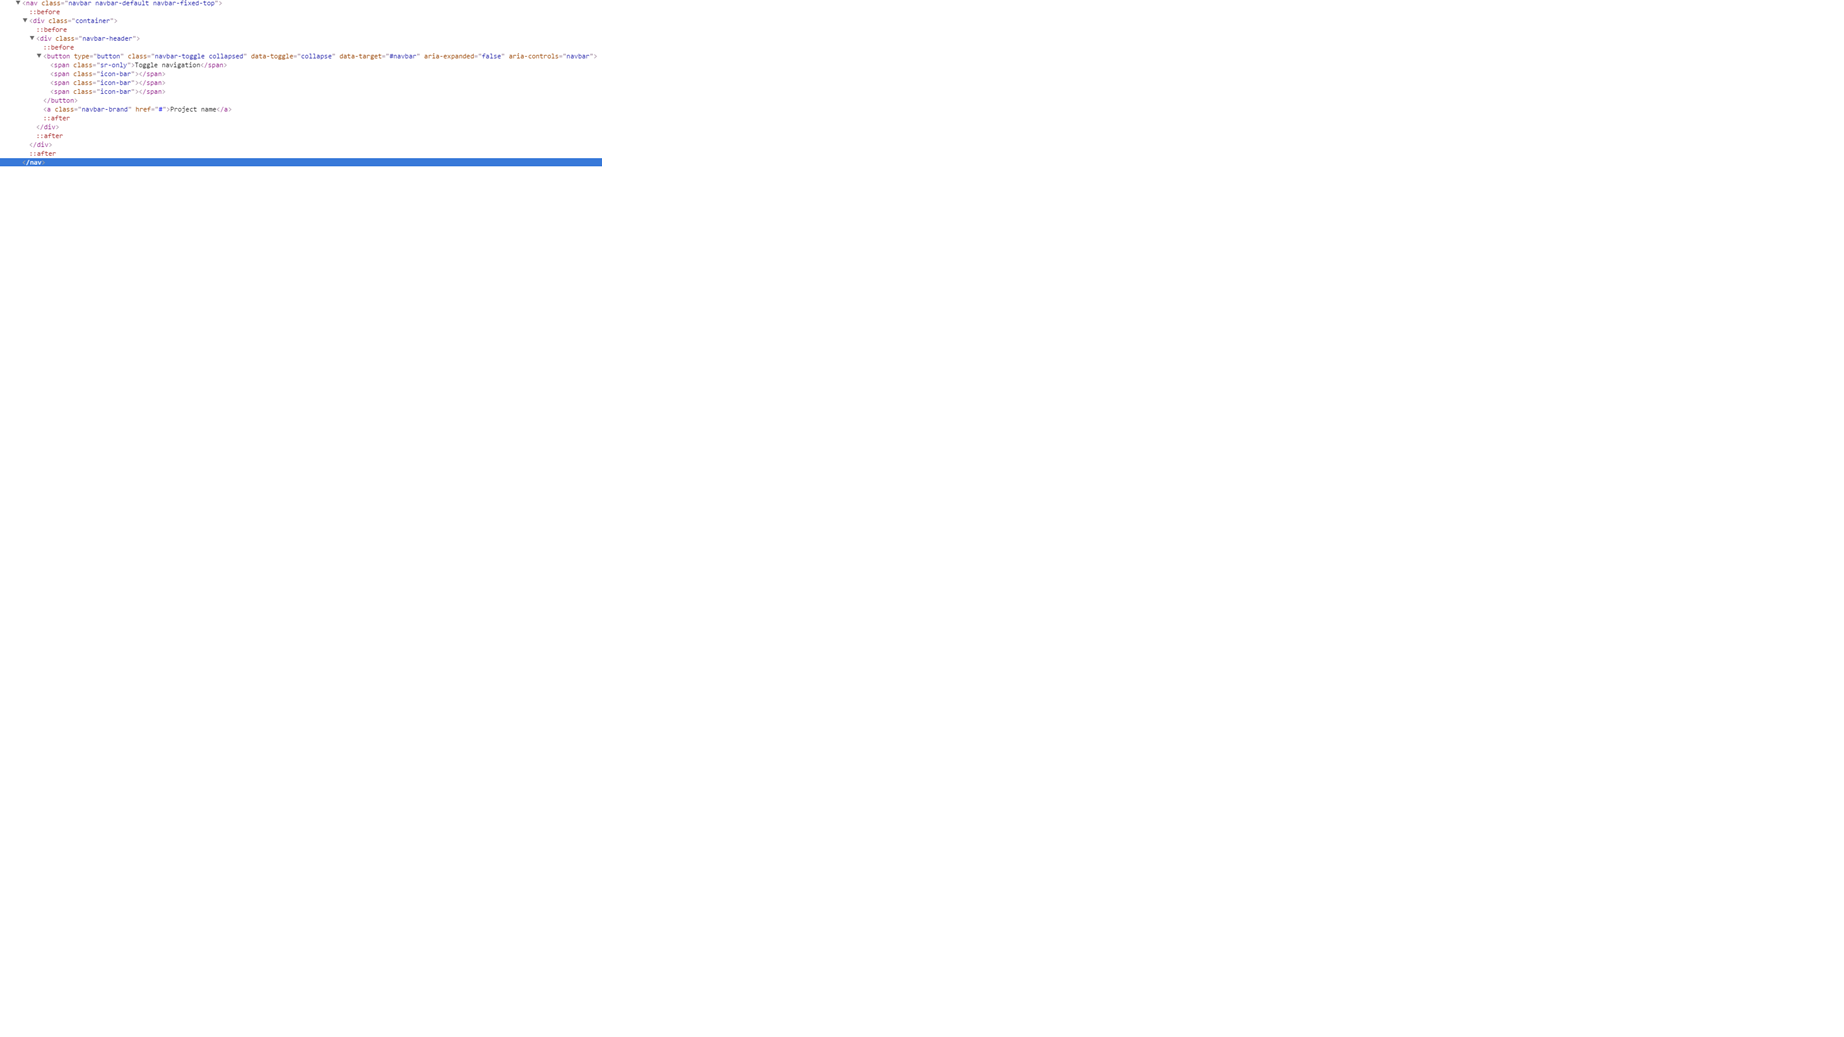 <nav class="navbar navbar-default navbar-fixed-top">
::before
<div class="container">
::before
<div class="navbar-header">
::before
<button type="button" class="navbar-toggle collapsed" data-toggle="collapse" data-target="#navbar" aria-expanded="false" aria-controls="navbar">
<span class="sr-only">Toggle navigation</span>
<span class="icon-bar"></span>
<span class="icon-bar"></span>
<span class="icon-bar"></span>
</button>
<a class="navbar-brand" href="#">Project name</a>
::after
</div>
::after
</div>
::after
</nav>